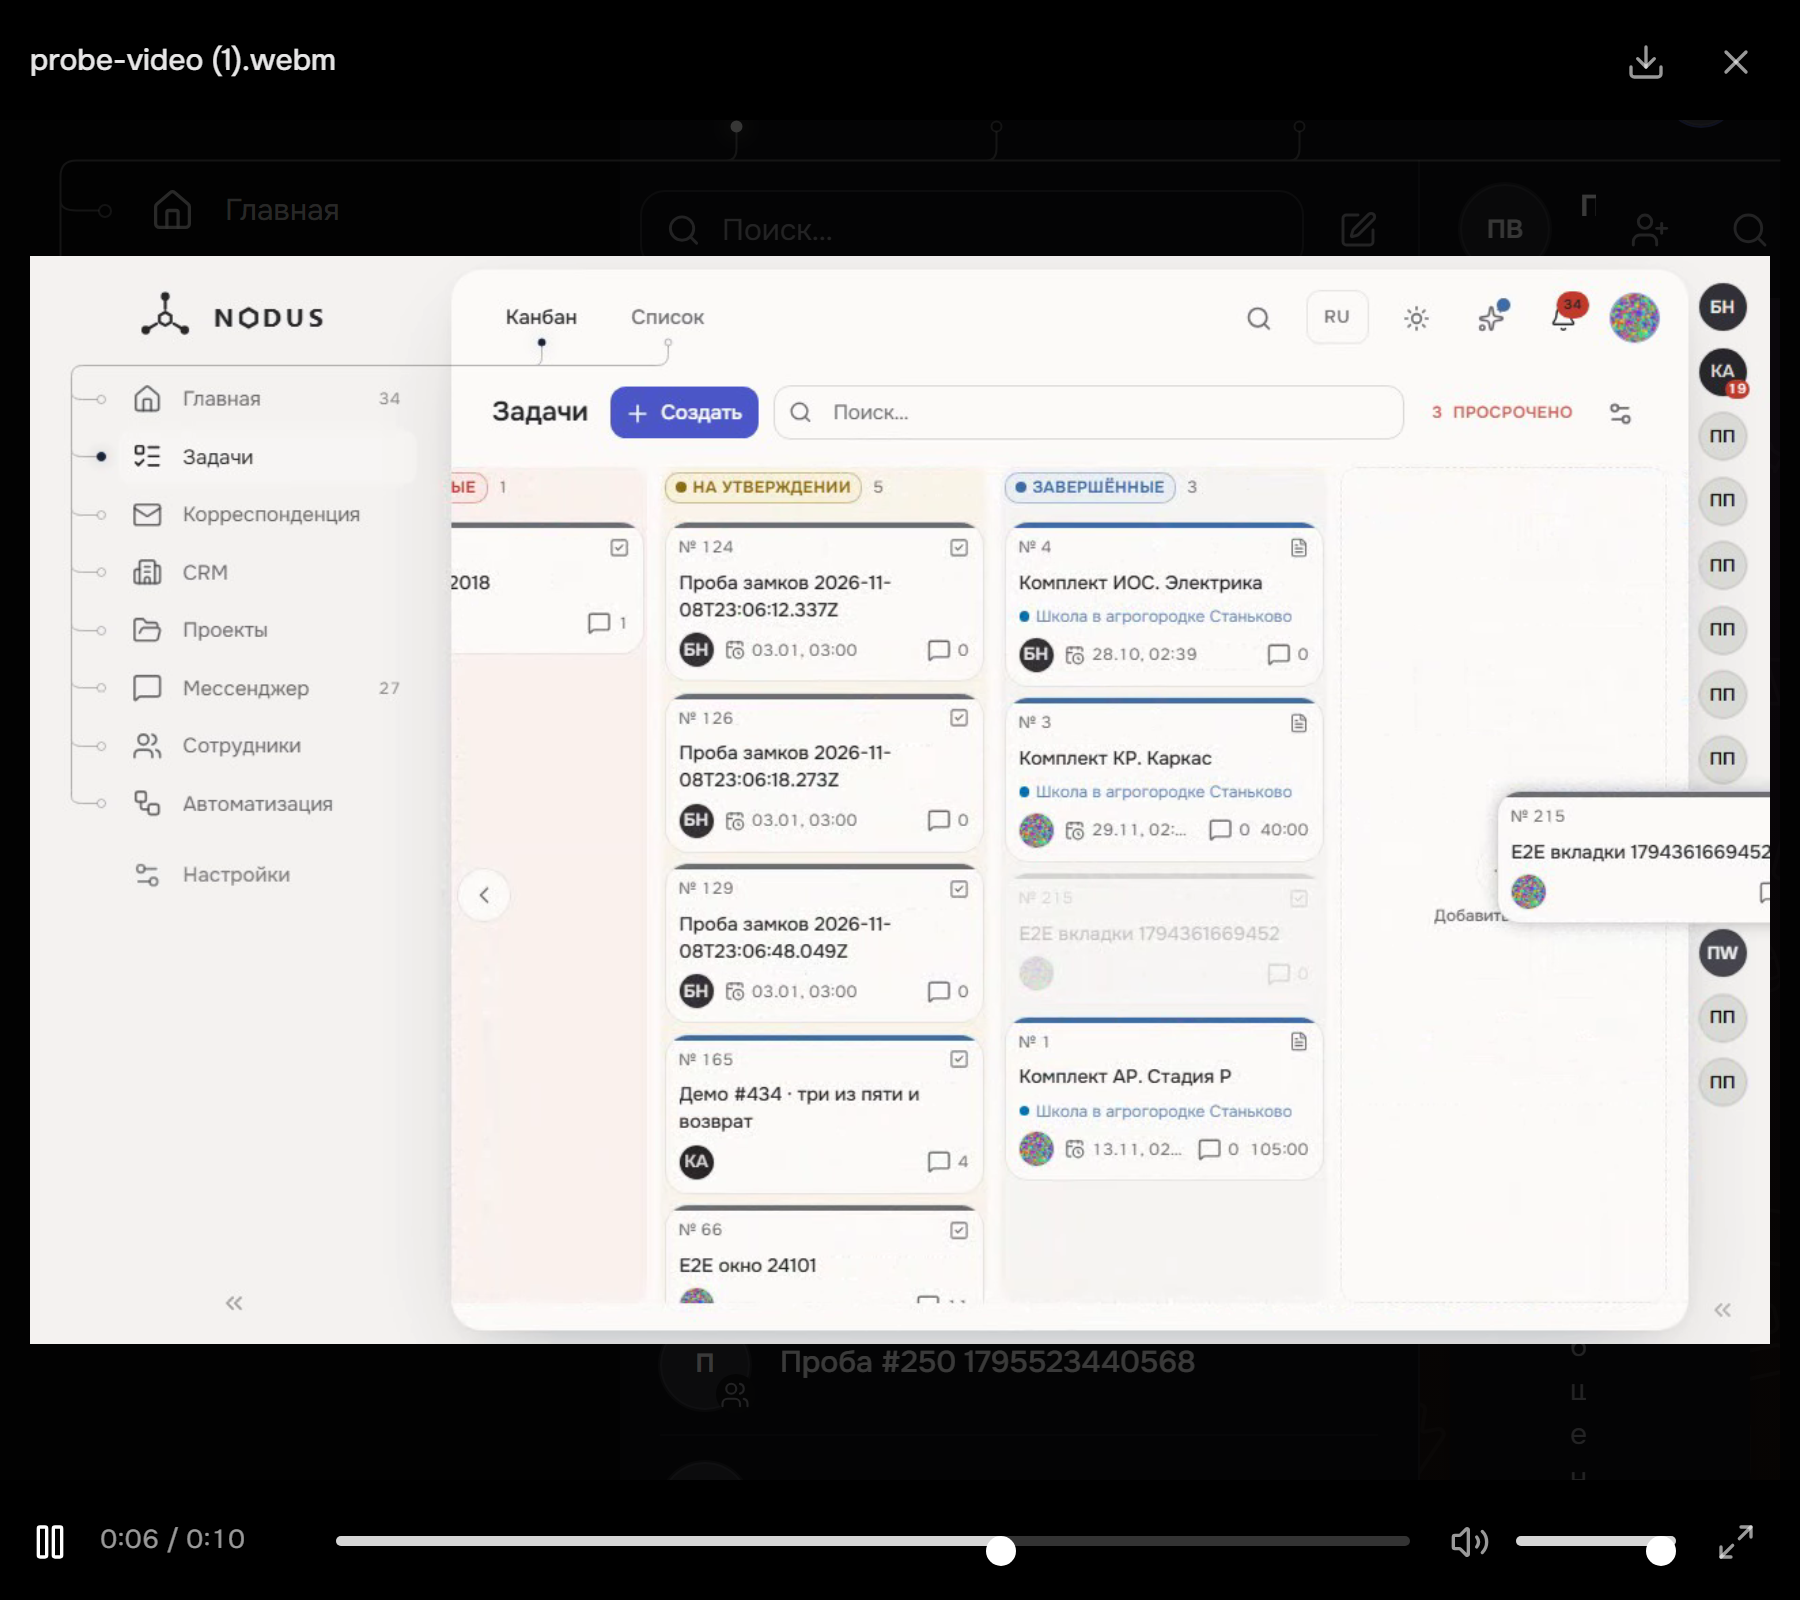 probe-video (1).webm
Главная
Поиск...
ПВ
NODUS
Канбан
Список
RU
34
БН
КА
19
Главная
34
Задачи
Создать
Поиск...
3 ПРОСРОЧЕНО
Задачи
Корреспонденция
CRM
Проекты
Мессенджер
27
Сотрудники
Автоматизация
Настройки
ЫЕ
1
2018
1
НА УТВЕРЖДЕНИИ
5
№ 124
Проба замков 2026-11-
08T23:06:12.337Z
БН
03.01, 03:00
0
№ 126
Проба замков 2026-11-
08T23:06:18.273Z
БН
03.01, 03:00
0
№ 129
Проба замков 2026-11-
08T23:06:48.049Z
БН
03.01, 03:00
0
№ 165
Демо #434 · три из пяти и
возврат
КА
4
№ 66
E2E окно 24101
ЗАВЕРШЁННЫЕ
3
№ 4
Комплект ИОС. Электрика
Школа в агрогородке Станьково
БН
28.10, 02:39
0
№ 3
Комплект КР. Каркас
Школа в агрогородке Станьково
29.11, 02:...
0
40:00
№ 215
E2E вкладки 1794361669452
0
№ 1
Комплект АР. Стадия Р
Школа в агрогородке Станьково
13.11, 02...
0
105:00
№ 215
E2E вкладки 1794361669452
Добавить
ПП
ПП
ПП
ПП
ПП
ПП
ПW
ПП
ПП
П
Проба #250 1795523440568
щ
е
0:06 / 0:10